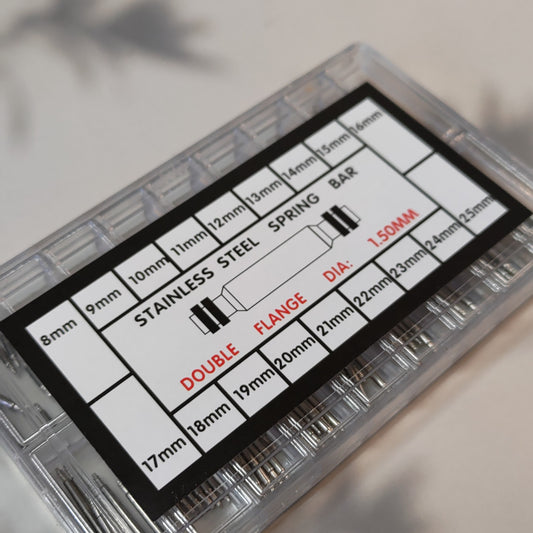 8mm
9mm
10mm
11mm
12mm
13mm
14mm
15mm
16mm
STAINLESS STEEL SPRING BAR
DOUBLE FLANGE DIA: 1.50MM
17mm
18mm
19mm
20mm
21mm
22mm
23mm
24mm
25mm